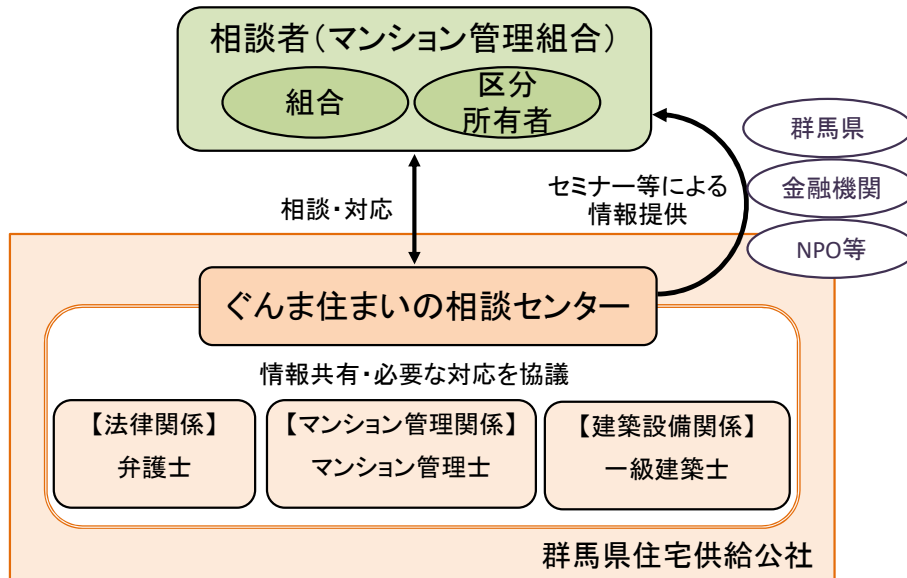 相談者(マンション管理組合)
組合
区分
所有者
群馬県
金融機関
NPO等
相談・対応
セミナー等による
情報提供
ぐんま住まいの相談センター
情報共有・必要な対応を協議
【法律関係】
弁護士
【マンション管理関係】
マンション管理士
【建築設備関係】
一級建築士
群馬県住宅供給公社